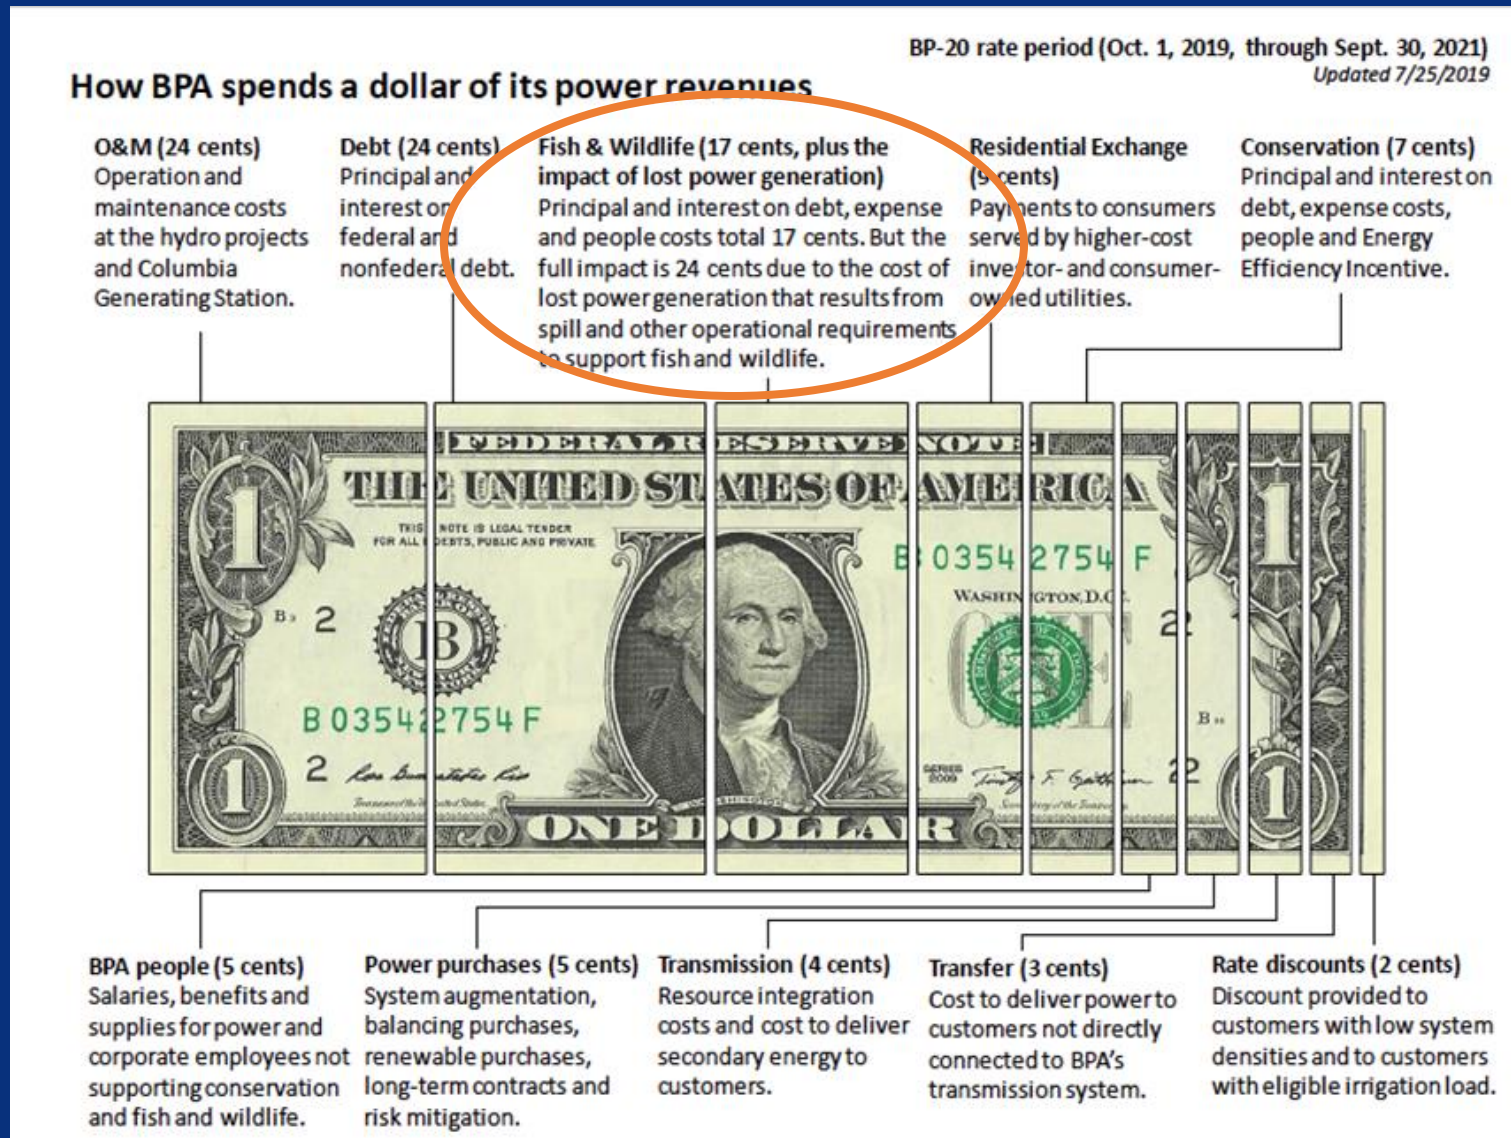 BP-20 rate period (Oct. 1, 2019, through Sept. 30, 2021)
Updated 7/25/2019
How BPA spends a dollar of its power revenues
O&M (24 cents)
Operation and
maintenance costs
at the hydro projects
and Columbia
Generating Station.
Debt (24 cents)
Principal and
interest on
federal and
nonfederal debt.
Fish & Wildlife (17 cents, plus the
impact of lost power generation)
Principal and interest on debt, expense
and people costs total 17 cents. But the
full impact is 24 cents due to the cost of
lost power generation that results from
spill and other operational requirements
to support fish and wildlife.
Residential Exchange
(9 cents)
Payments to consumers
served by higher-cost
investor- and consumer-
owned utilities.
Conservation (7 cents)
Principal and interest on
debt, expense costs,
people and Energy
Efficiency Incentive.
FEDERAL RESERVE NOTE
THE UNITED STATES OF AMERICA
THIS NOTE IS LEGAL TENDER
FOR ALL DEBTS, PUBLIC AND PRIVATE
B 03542754 F
WASHINGTON, D.C.
1
1
2
2
B
B 03542754 F
2
2
SERIES
2009
1
1
ONE DOLLAR
BPA people (5 cents)
Salaries, benefits and
supplies for power and
corporate employees not
supporting conservation
and fish and wildlife.
Power purchases (5 cents)
System augmentation,
balancing purchases,
renewable purchases,
long-term contracts and
risk mitigation.
Transmission (4 cents)
Resource integration
costs and cost to deliver
secondary energy to
customers.
Transfer (3 cents)
Cost to deliver power to
customers not directly
connected to BPA's
transmission system.
Rate discounts (2 cents)
Discount provided to
customers with low system
densities and to customers
with eligible irrigation load.